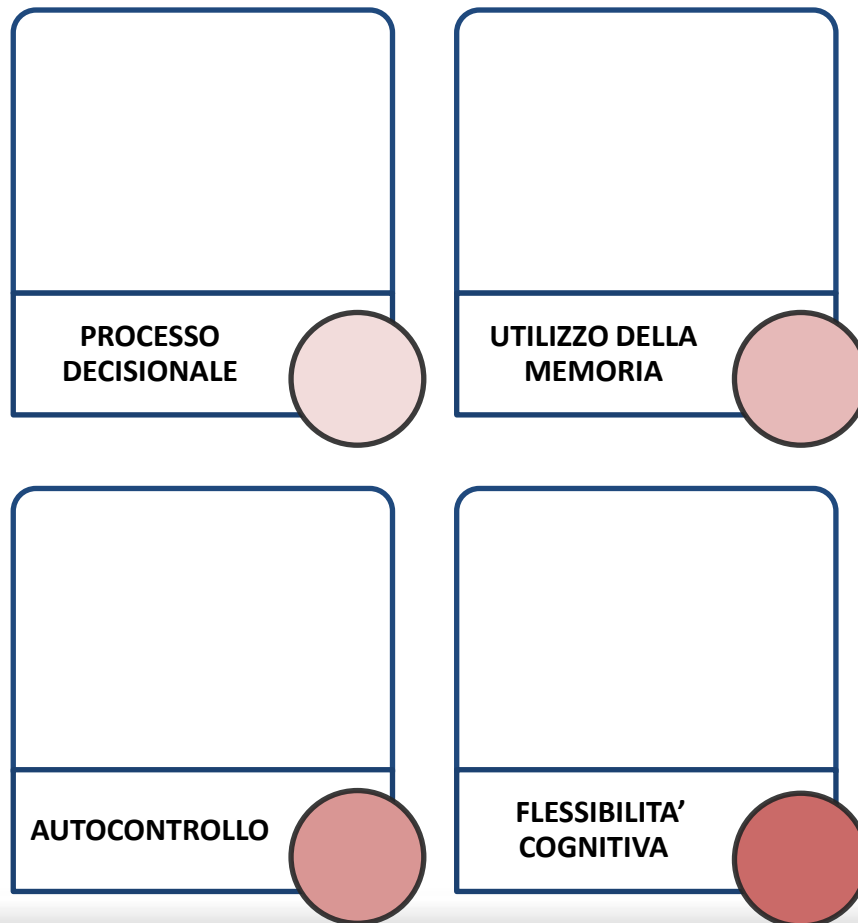 PROCESSO
DECISIONALE
UTILIZZO DELLA
MEMORIA
AUTOCONTROLLO
FLESSIBILITA’
COGNITIVA